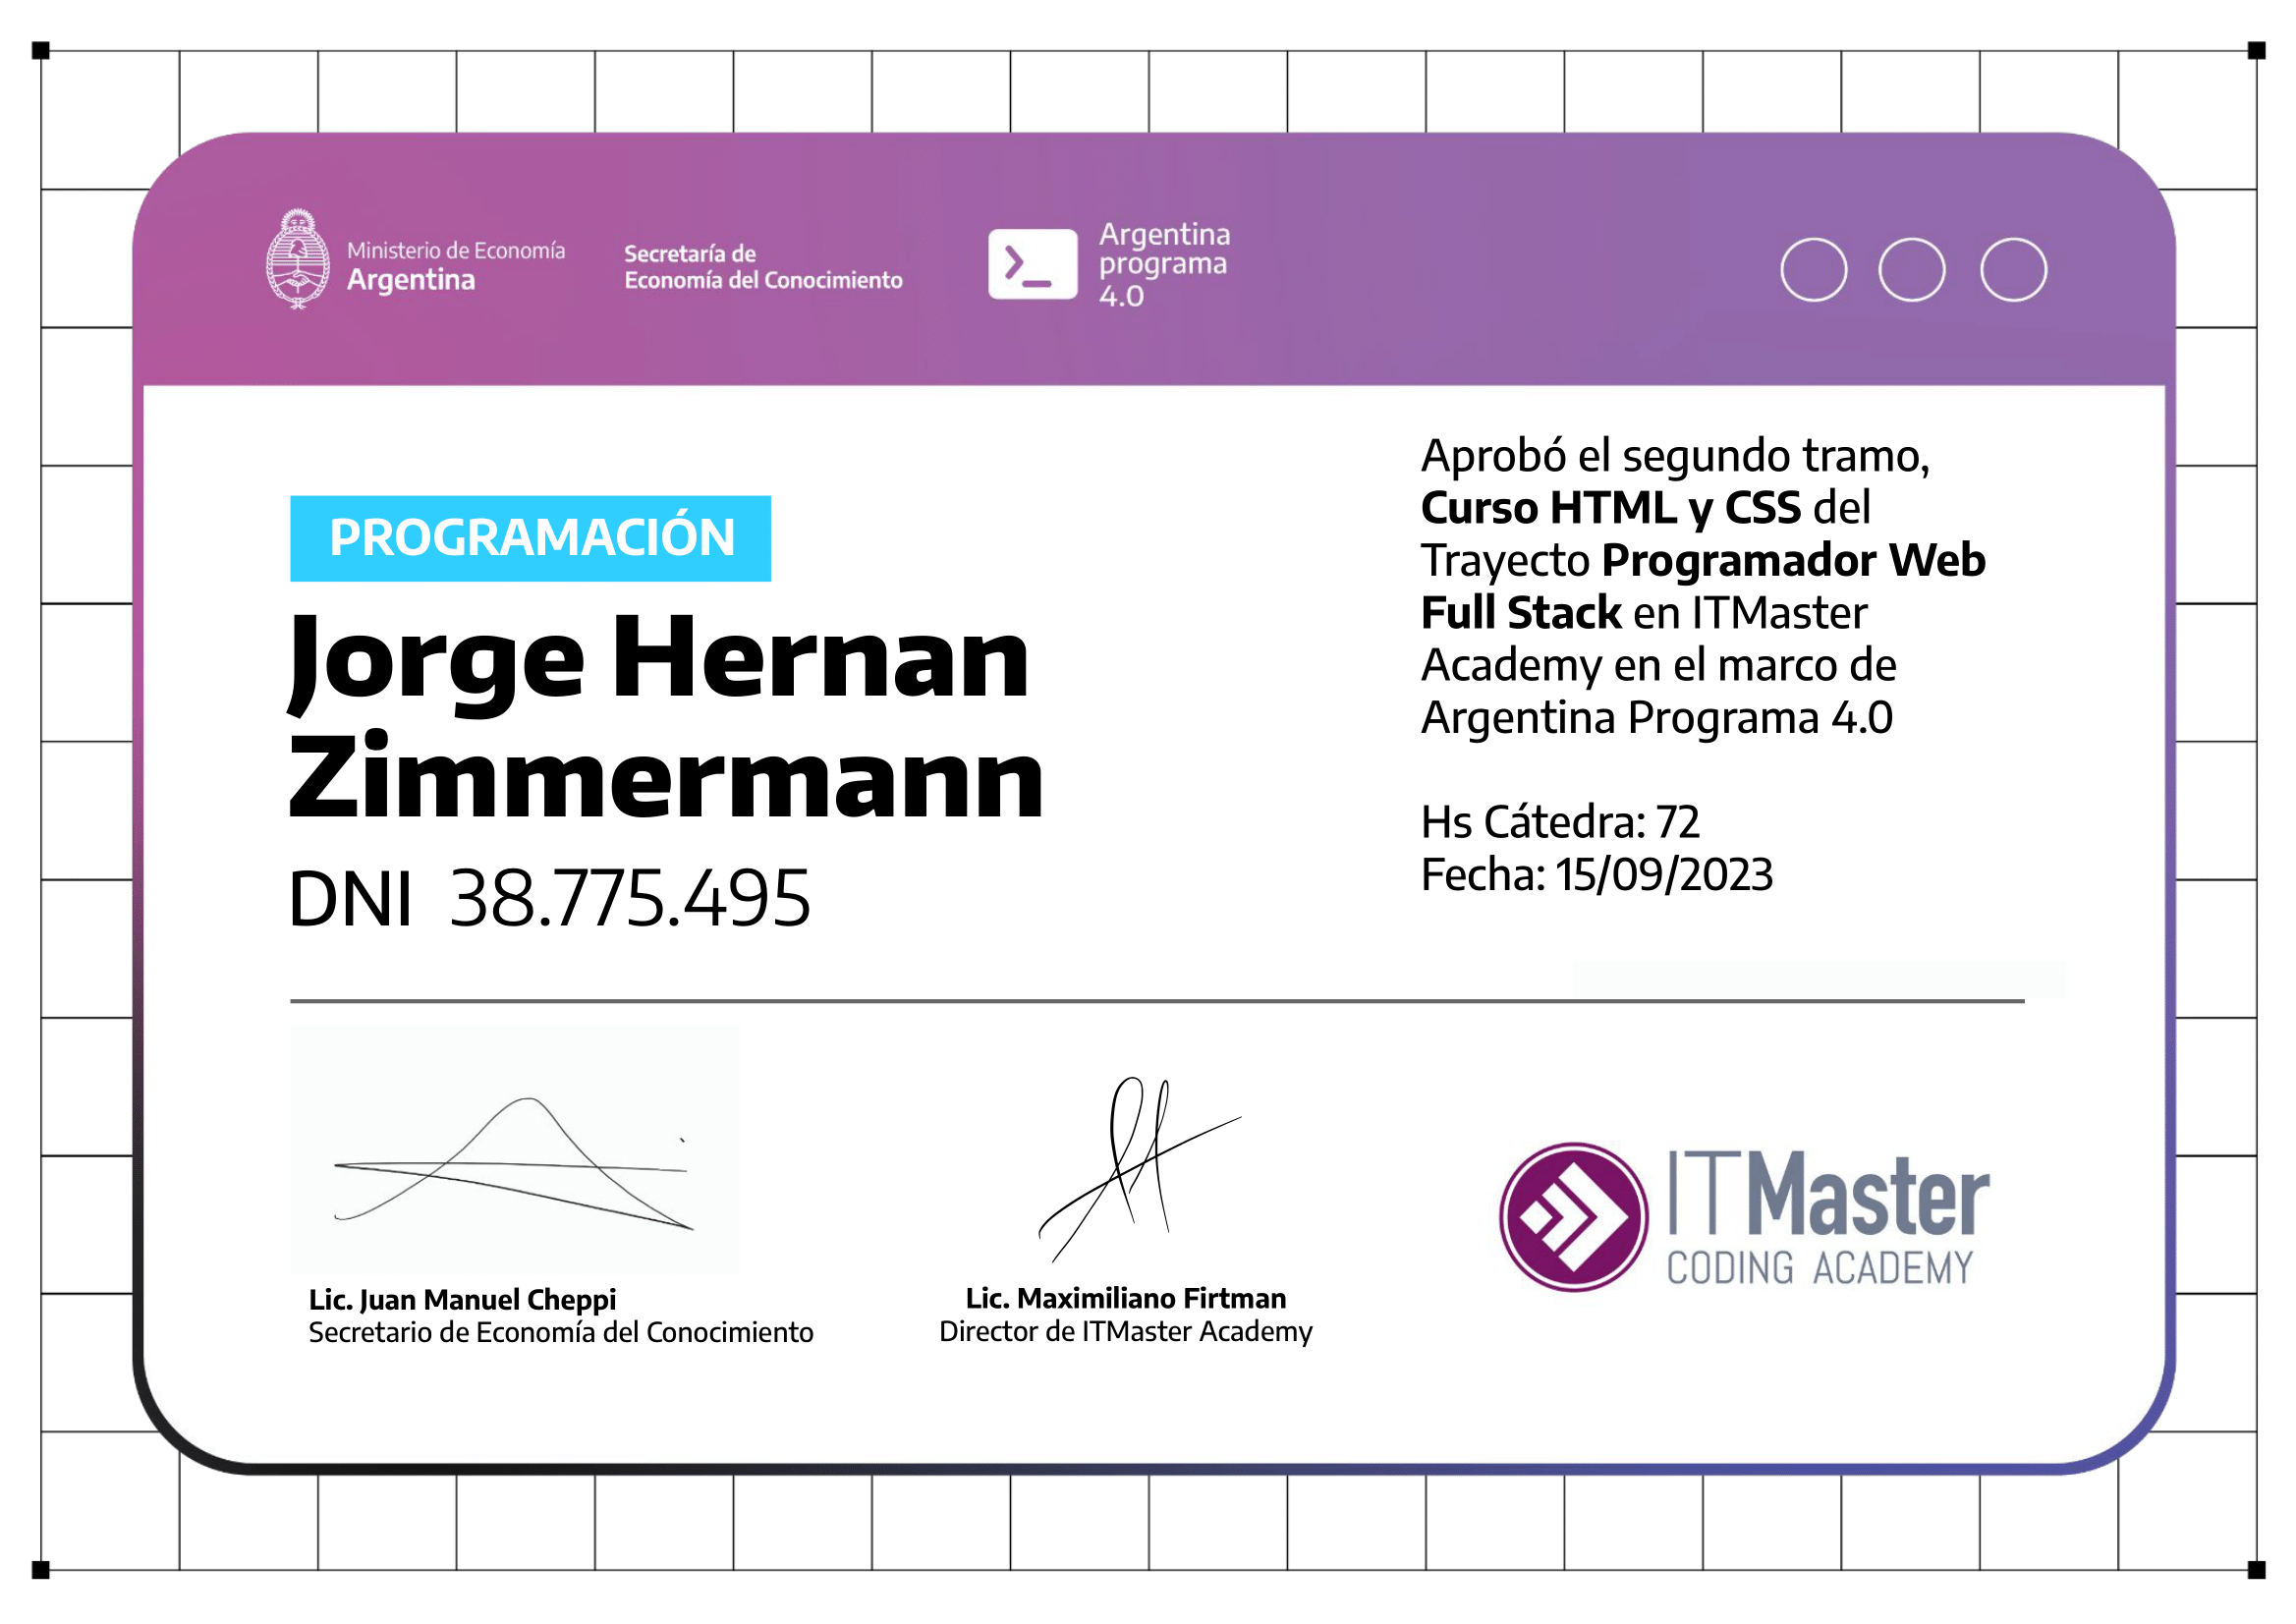 Ministerio de Economía
Argentina
Secretaría de
Economía del Conocimiento
Argentina
programa
4.0
PROGRAMACIÓN
Jorge Hernan
Zimmermann
DNI 38.775.495
Aprobó el segundo tramo,
Curso HTML y CSS del
Trayecto Programador Web
Full Stack en ITMaster
Academy en el marco de
Argentina Programa 4.0
Hs Cátedra: 72
Fecha: 15/09/2023
Lic. Juan Manuel Cheppi
Secretario de Economía del Conocimiento
Lic. Maximiliano Firtman
Director de ITMaster Academy
ITMaster
CODING ACADEMY